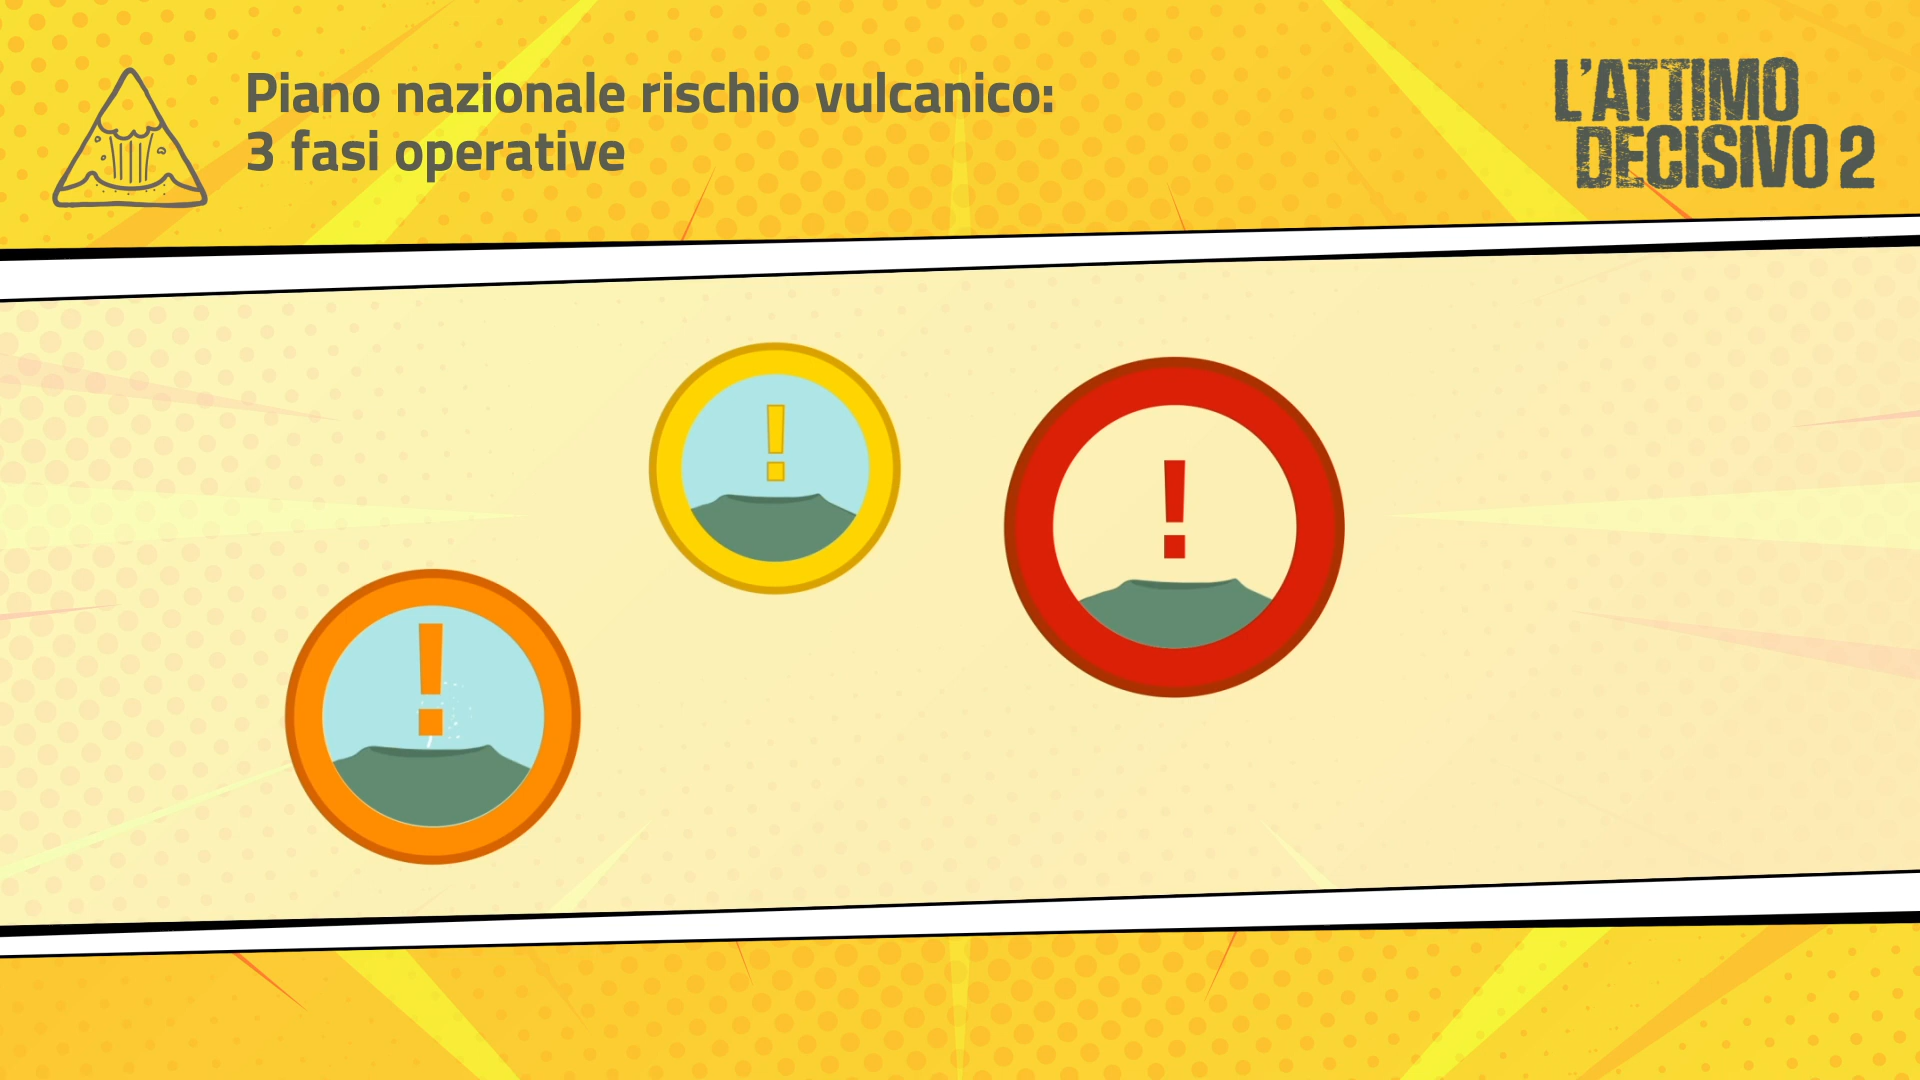 Piano nazionale rischio vulcanico:
3 fasi operative
L'ATTIMO
DECISIVO 2
!
!
!